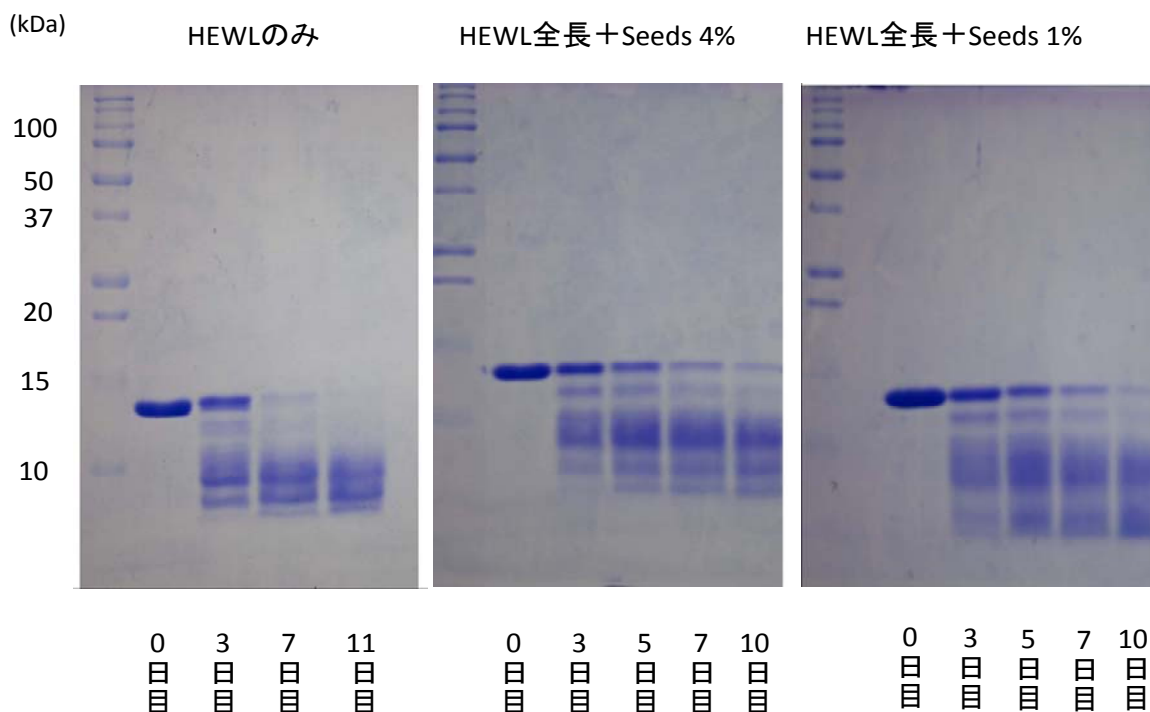 (kDa)
HEWLのみ
HEWL全長＋Seeds 4%
HEWL全長＋Seeds 1%
100
50
37
20
15
10
0日目
3日目
7日目
11日目
0日目
3日目
5日目
7日目
10日目
0日目
3日目
5日目
7日目
10日目